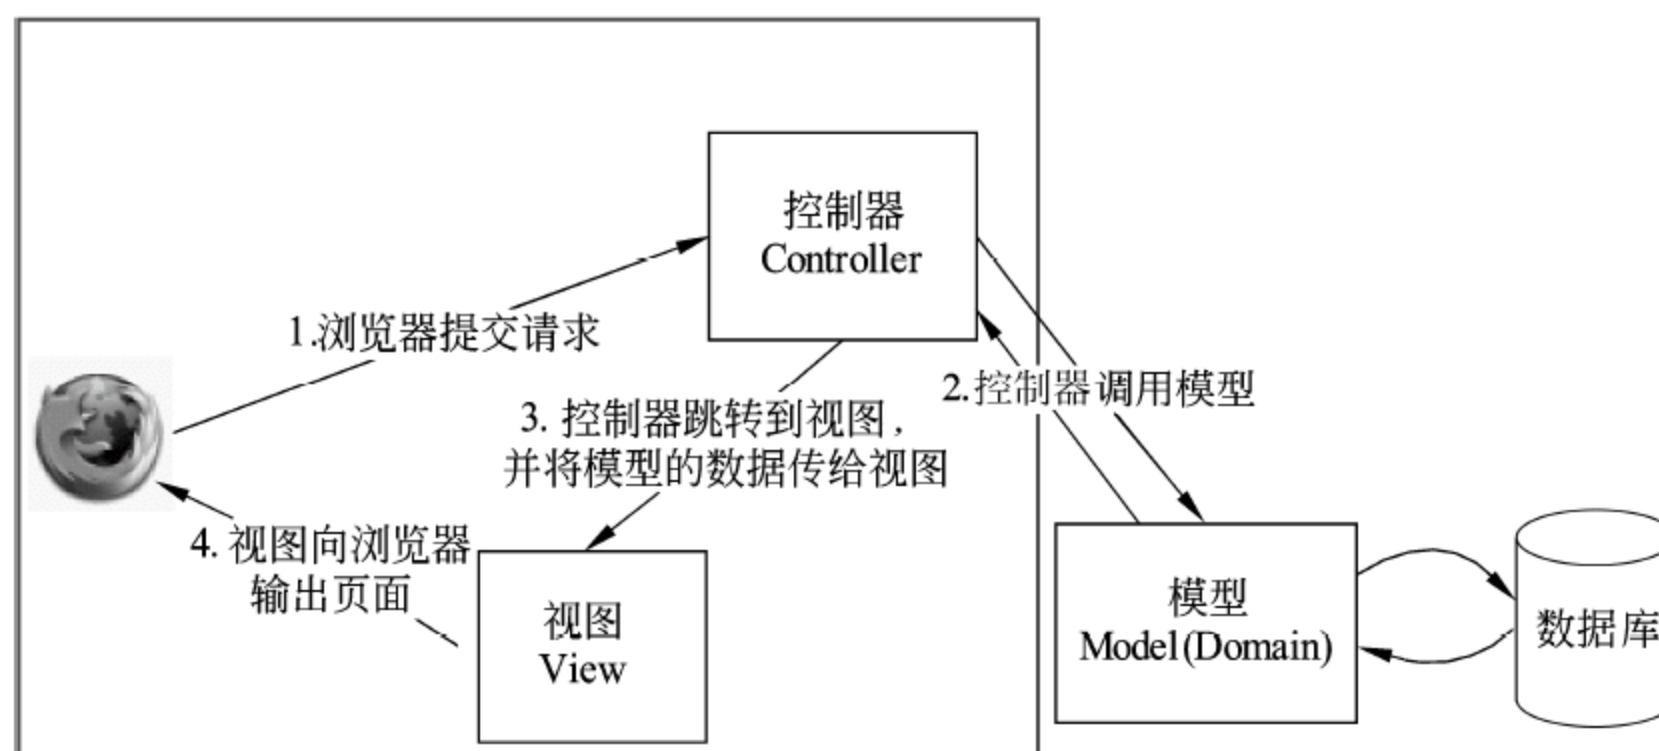 控制器
Controller
1.浏览器提交请求
2.控制器调用模型
3. 控制器跳转到视图,
并将模型的数据传给视图
4. 视图向浏览器
输出页面
视图
View
模型
Model(Domain)
数据库